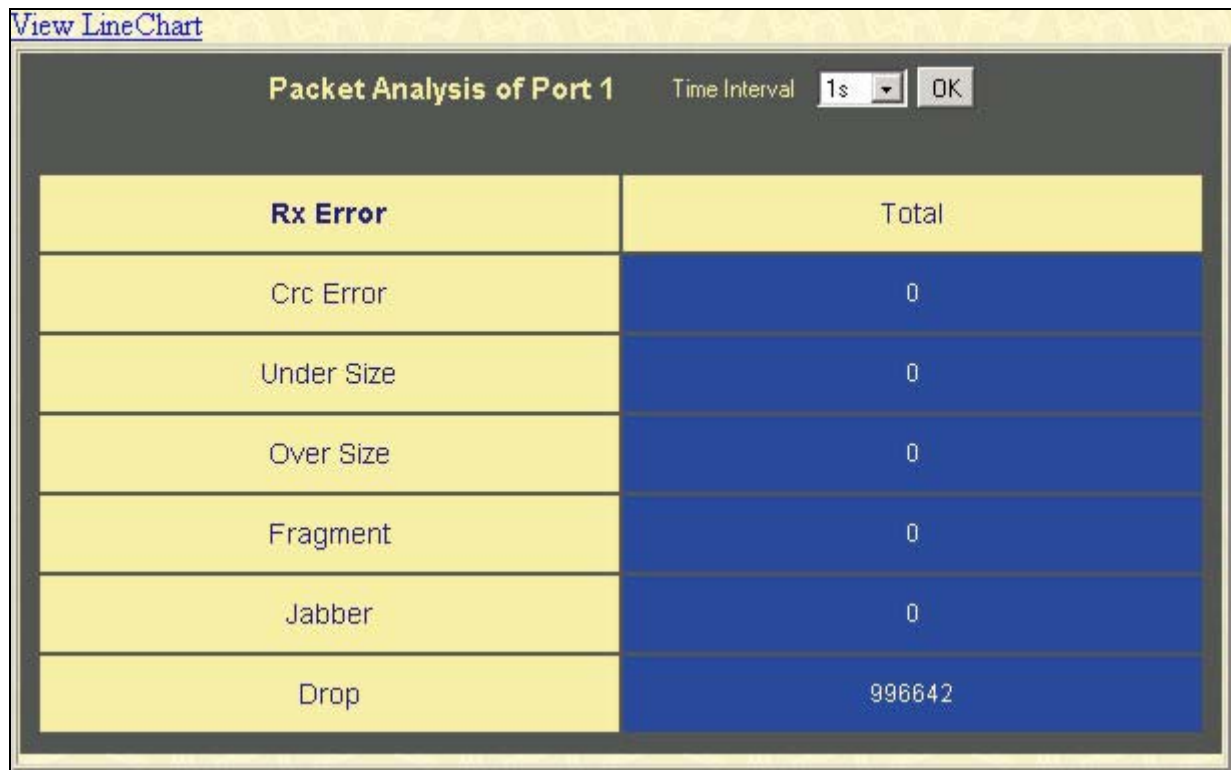 View LineChart
Packet Analysis of Port 1 Time Interval 1s OK
Rx Error Total
Crc Error 0
Under Size 0
Over Size 0
Fragment 0
Jabber 0
Drop 996642